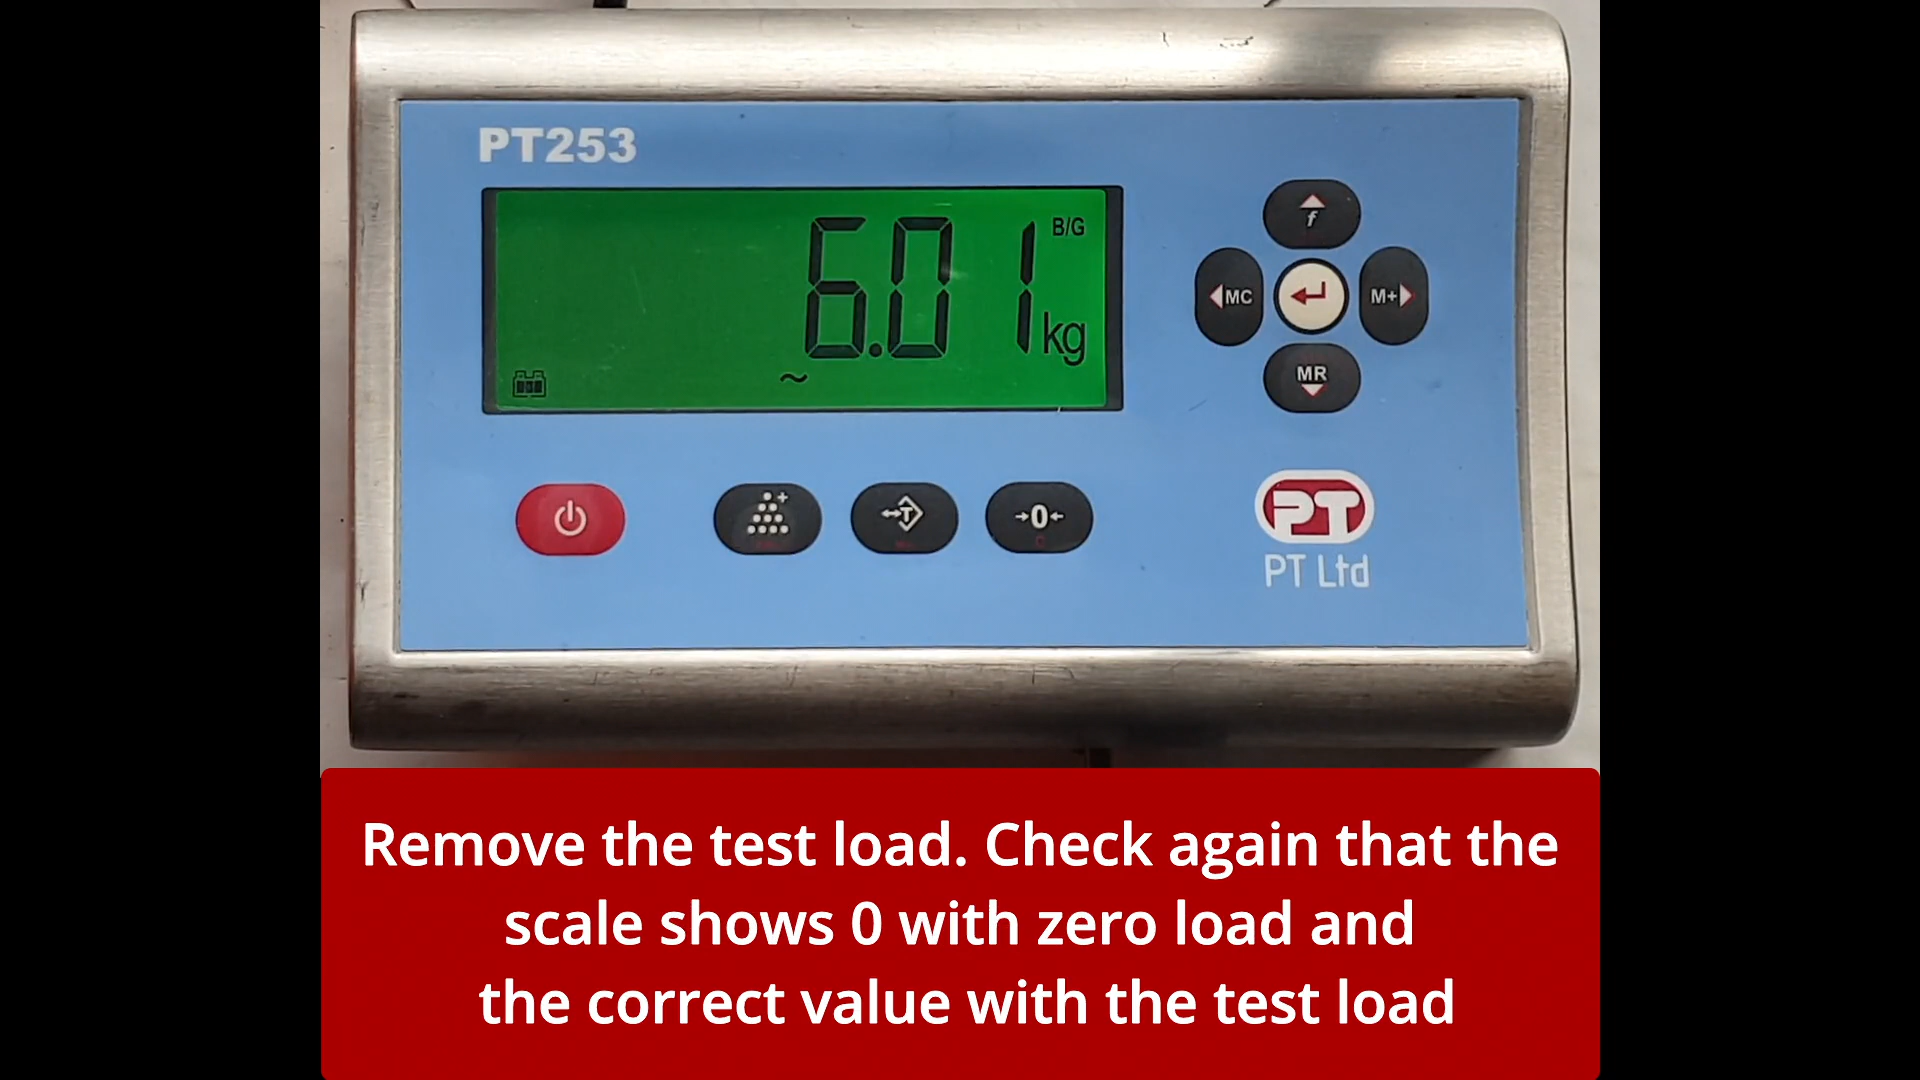 PT253
6.01
B/G
kg
~
f
MC
M+
MR
T
→0←
C
PT
PT Ltd
Remove the test load. Check again that the
scale shows 0 with zero load and
the correct value with the test load